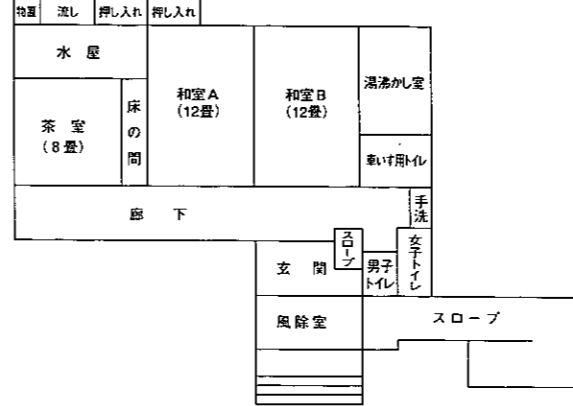 物置 流し 押し入れ 押し入れ
水屋
和室A
(12畳)
和室B
(12畳)
湯沸かし室
茶室
(8畳)
床の間
車いす用トイレ
廊下
手洗
スロープ
女子トイレ
玄関
男子
トイレ
風除室
スロープ